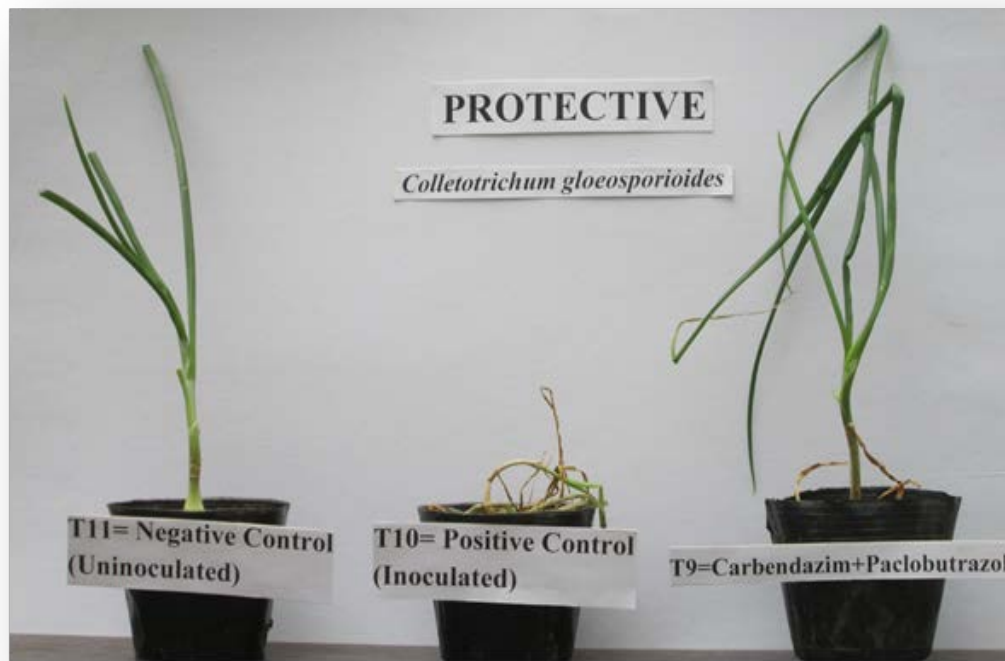 PROTECTIVE
Colletotrichum gloeosporioides
T11= Negative Control
(Uninoculated)
T10= Positive Control
(Inoculated)
T9=Carbendazim+Paclobutrazol